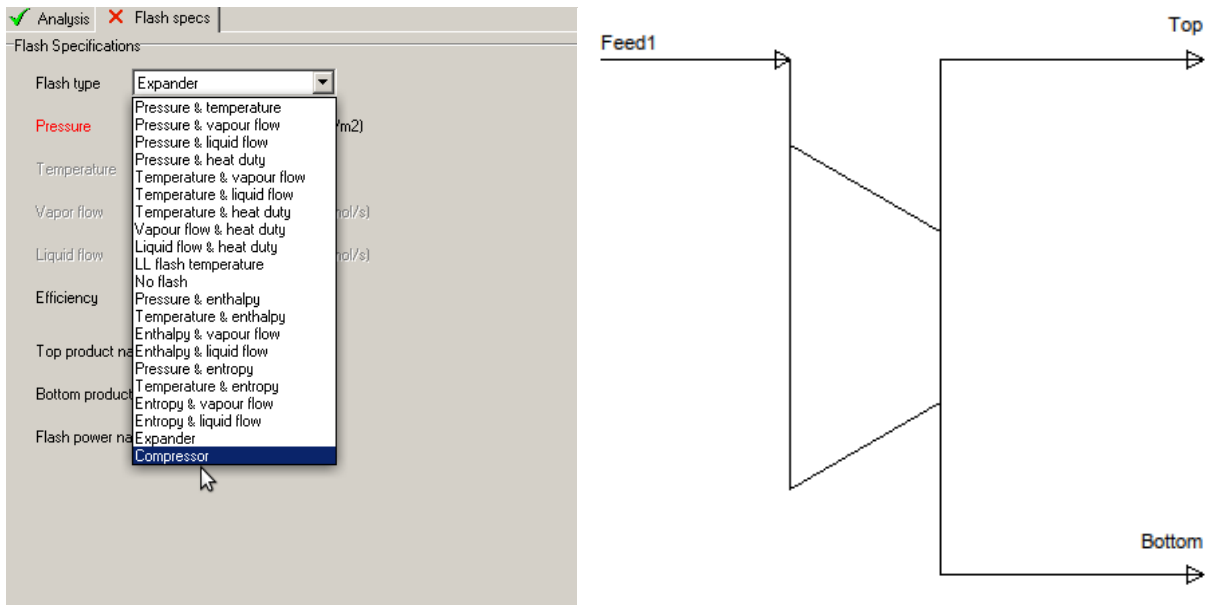 Analysis Flash specs
Flash Specifications
Flash type Expander
Pressure & temperature
Pressure & vapour flow
Pressure /m2)
Pressure & liquid flow
Pressure & heat duty
Temperature
Temperature & vapour flow
Temperature & liquid flow
Vapor flow Temperature & heat duty mol/s)
Vapour flow & heat duty
Liquid flow Liquid flow & heat duty mol/s)
LL flash temperature
No flash
Efficiency Pressure & enthalpy
Temperature & enthalpy
Enthalpy & vapour flow
Top product na Enthalpy & liquid flow
Pressure & entropy
Bottom product Temperature & entropy
Entropy & vapour flow
Entropy & liquid flow
Flash power na Expander
Compressor
Feed1
Top
Bottom